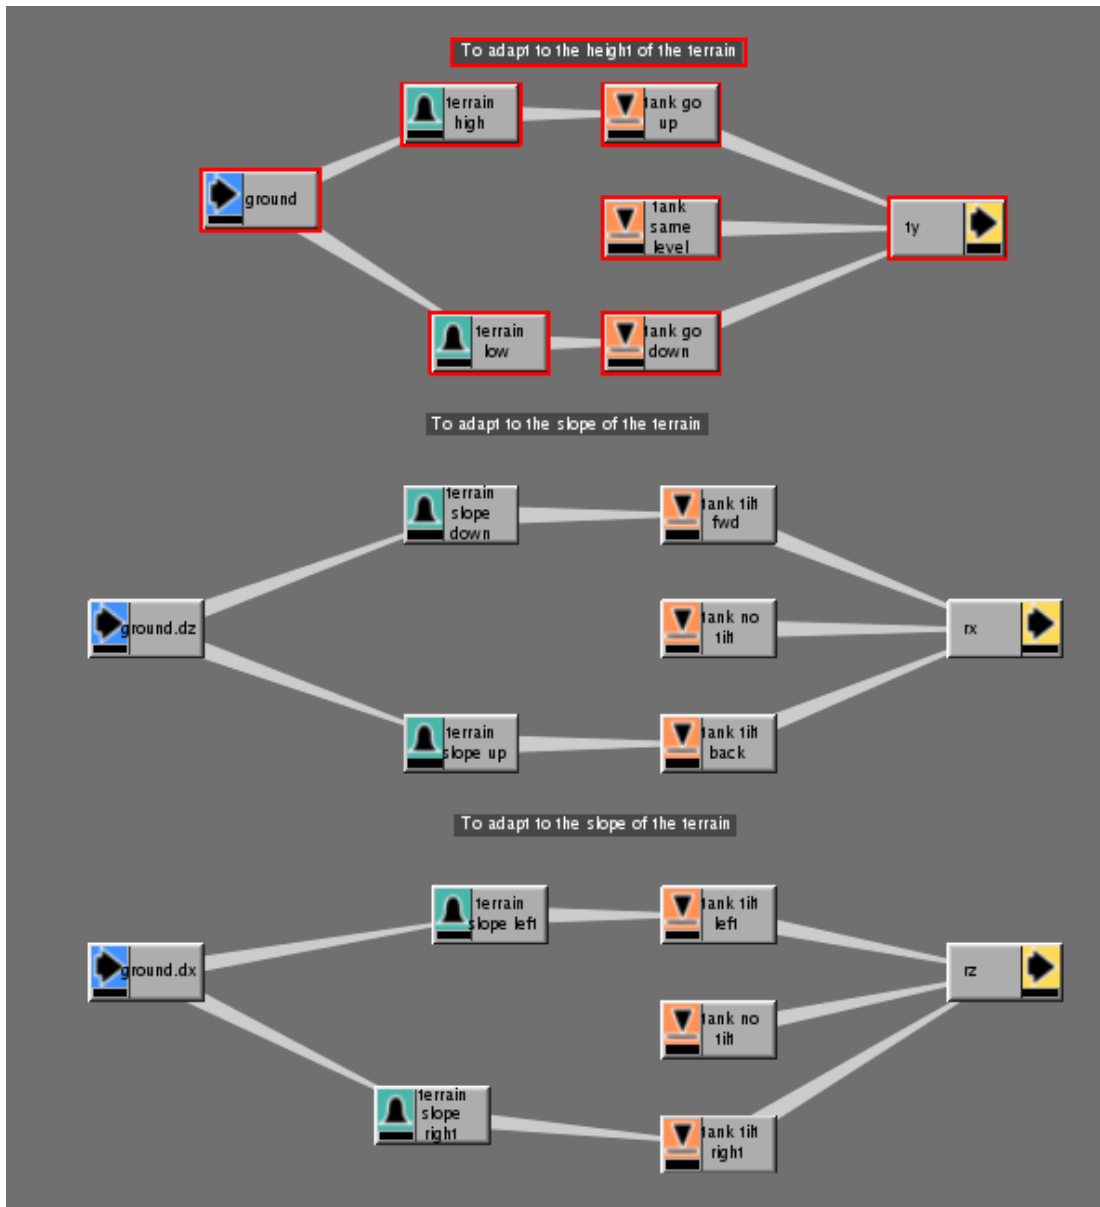 To adapt to the height of the terrain
terrain
high
tank go
up
ground
tank
same
level
ty
terrain
low
tank go
down
To adapt to the slope of the terrain
terrain
slope
down
tank tilt
fwd
ground.dz
tank no
tilt
rx
terrain
slope up
tank tilt
back
To adapt to the slope of the terrain
terrain
slope left
tank tilt
left
ground.dx
rz
tank no
tilt
terrain
slope
right
tank tilt
right